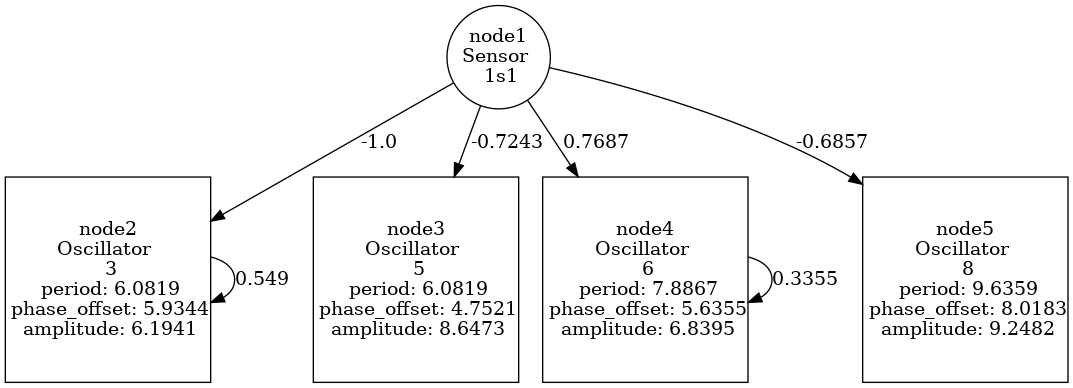 node1
Sensor
1s1
-1.0
-0.7243
0.7687
-0.6857
node2
Oscillator
3
period: 6.0819
phase_offset: 5.9344
amplitude: 6.1941
0.549
node3
Oscillator
5
period: 6.0819
phase_offset: 4.7521
amplitude: 8.6473
node4
Oscillator
6
period: 7.8867
phase_offset: 5.6355
amplitude: 6.8395
0.3355
node5
Oscillator
8
period: 9.6359
phase_offset: 8.0183
amplitude: 9.2482